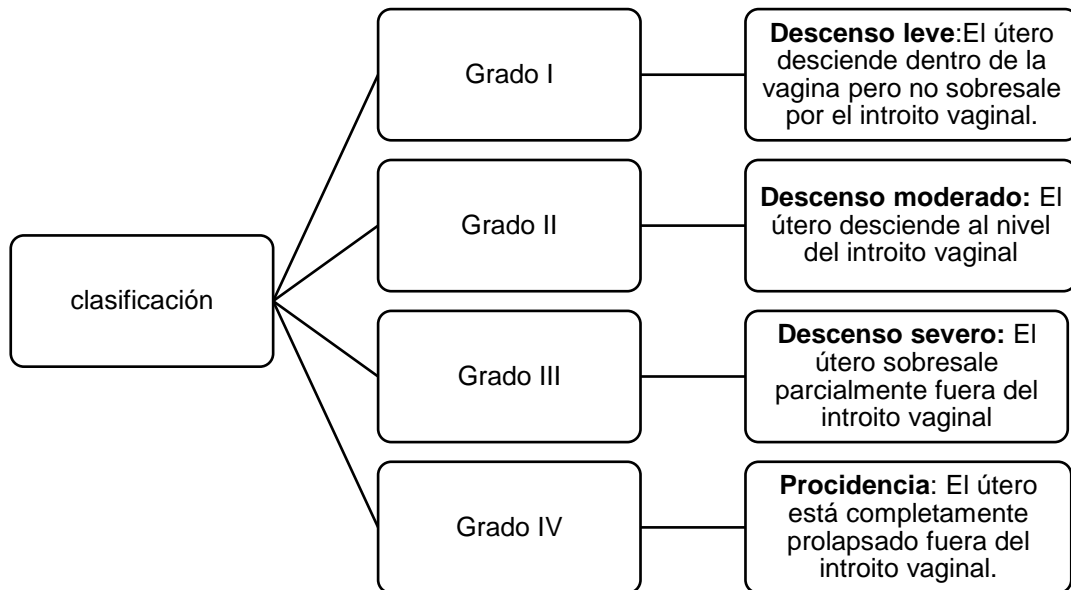 clasificación
Grado I
Descenso leve:El útero
desciende dentro de la
vagina pero no sobresale
por el introito vaginal.
Grado II
Descenso moderado: El
útero desciende al nivel
del introito vaginal
Grado III
Descenso severo: El
útero sobresale
parcialmente fuera del
introito vaginal
Grado IV
Procidencia: El útero
está completamente
prolapsado fuera del
introito vaginal.